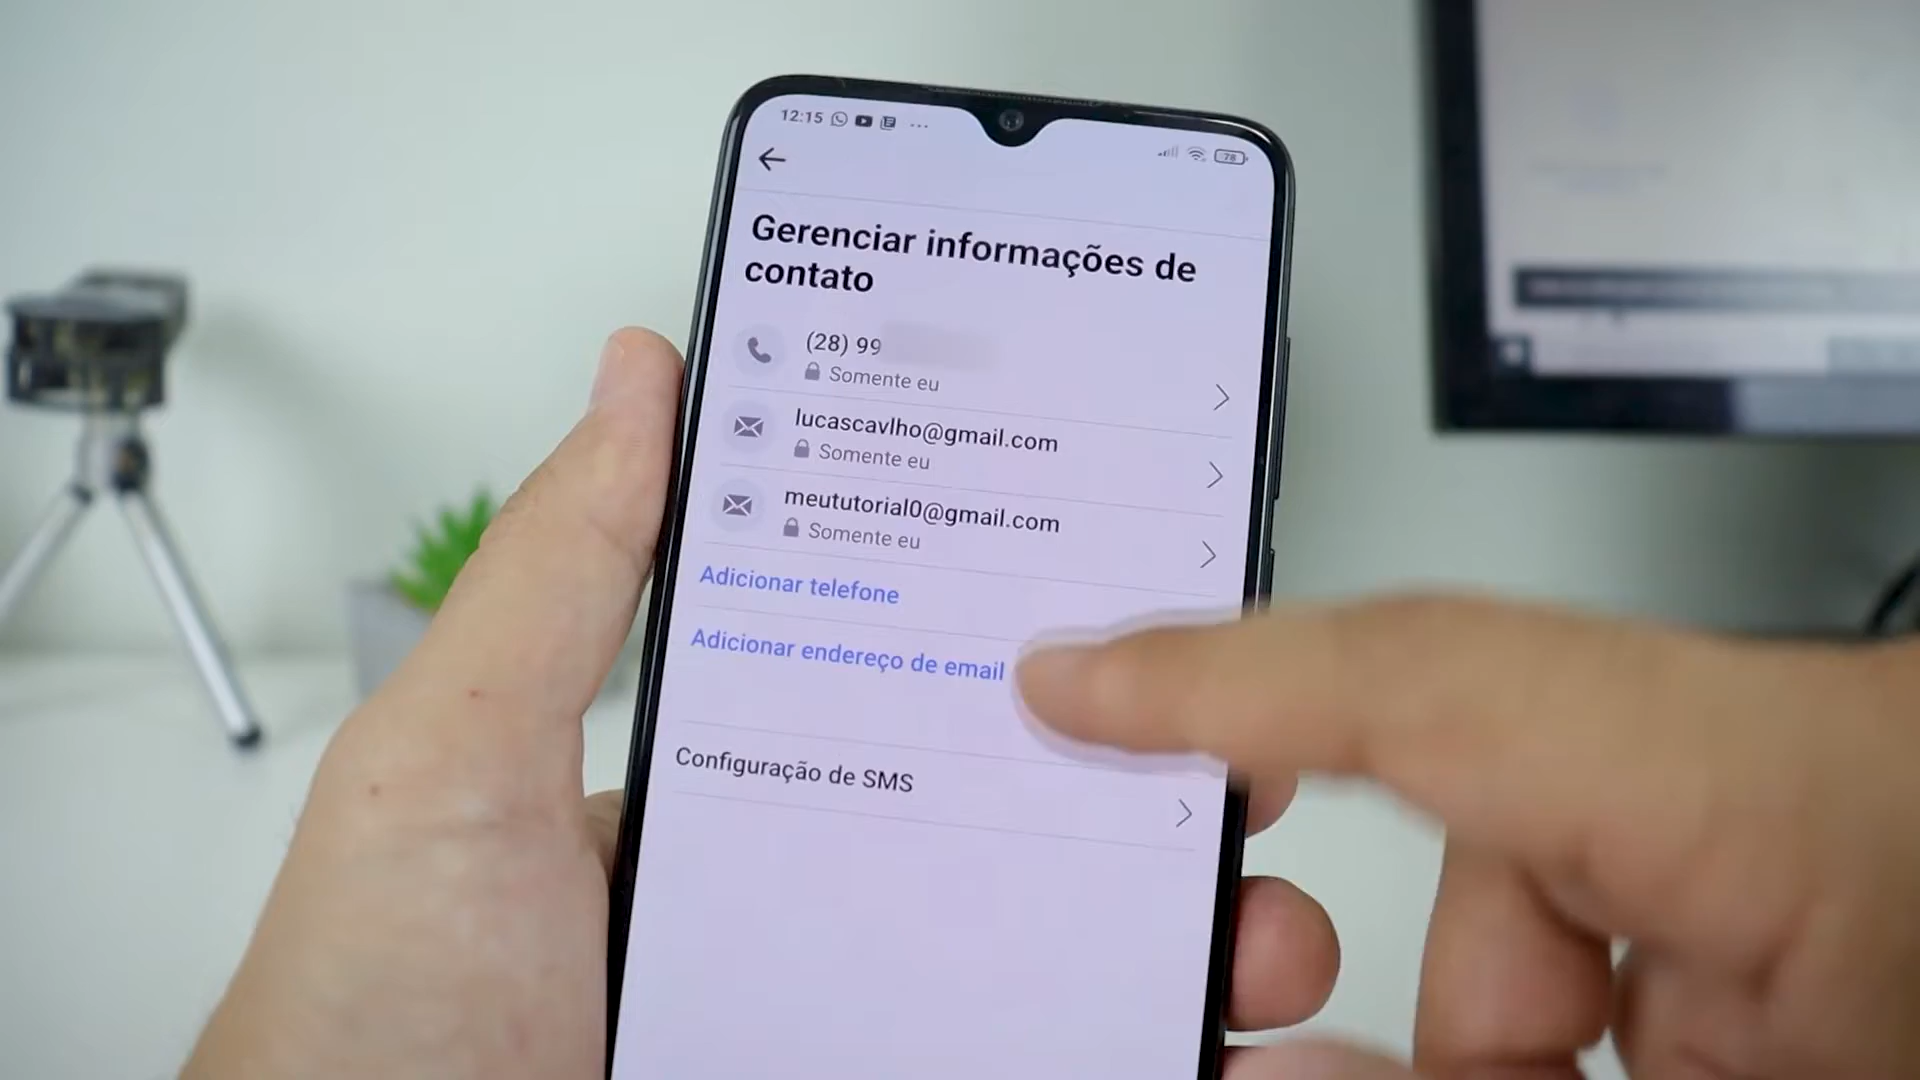 12:15
78
Gerenciar informações de
contato
(28) 99
Somente eu
lucascavlho@gmail.com
Somente eu
meututorial0@gmail.com
Somente eu
Adicionar telefone
Adicionar endereço de email
Configuração de SMS